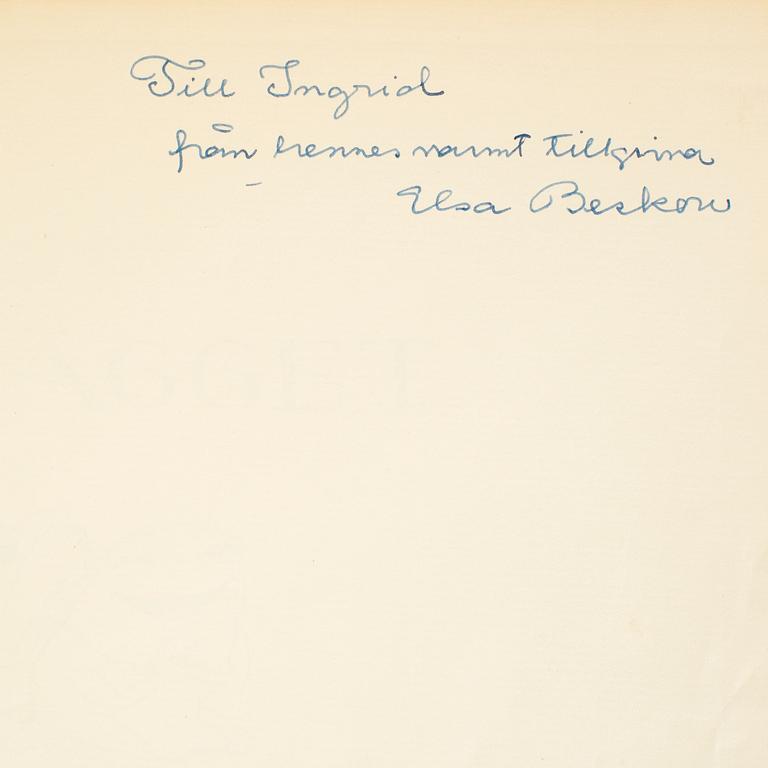 Till Ingrid
från hennes varmt tillgivna
Elsa Beskow